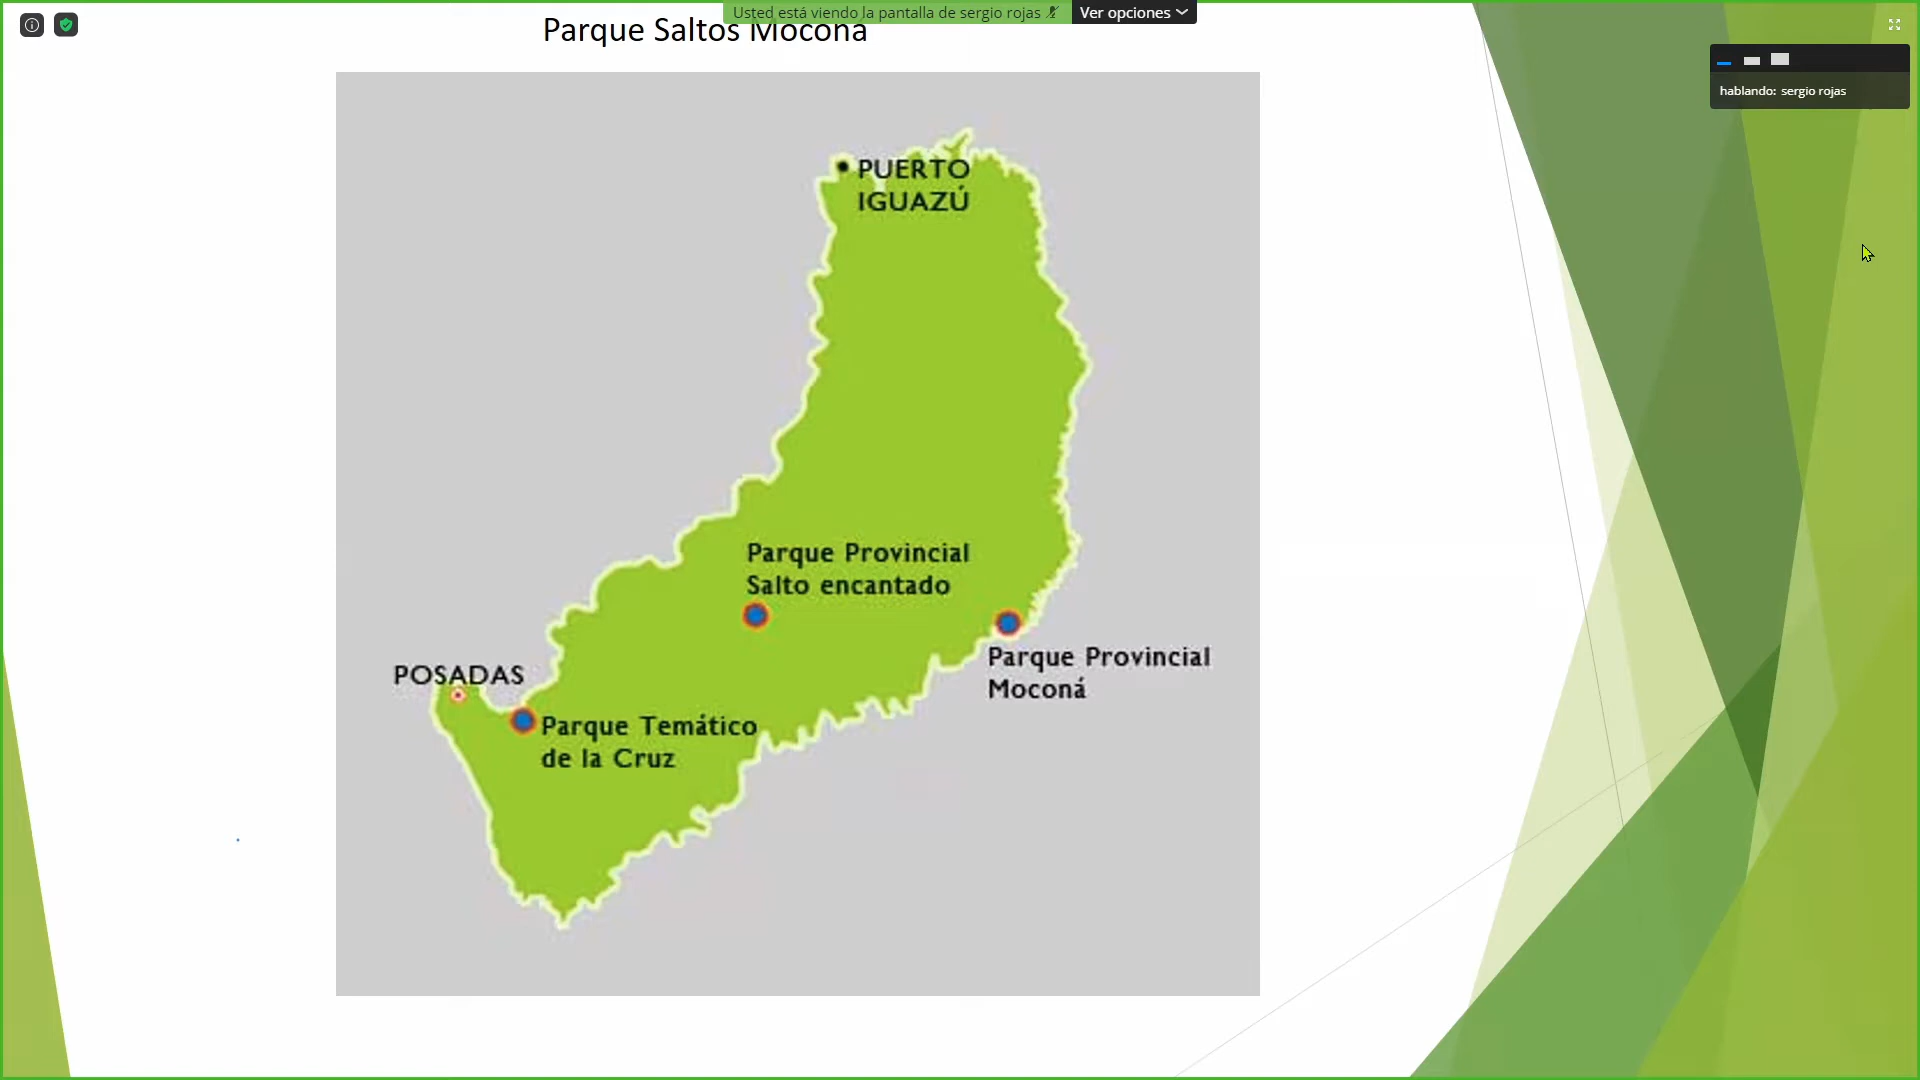 Usted está viendo la pantalla de sergio rojas
Ver opciones
Parque Saltos Moconá
hablando: sergio rojas
PUERTO
IGUAZÚ
Parque Provincial
Salto encantado
Parque Provincial
Moconá
POSADAS
Parque Temático
de la Cruz